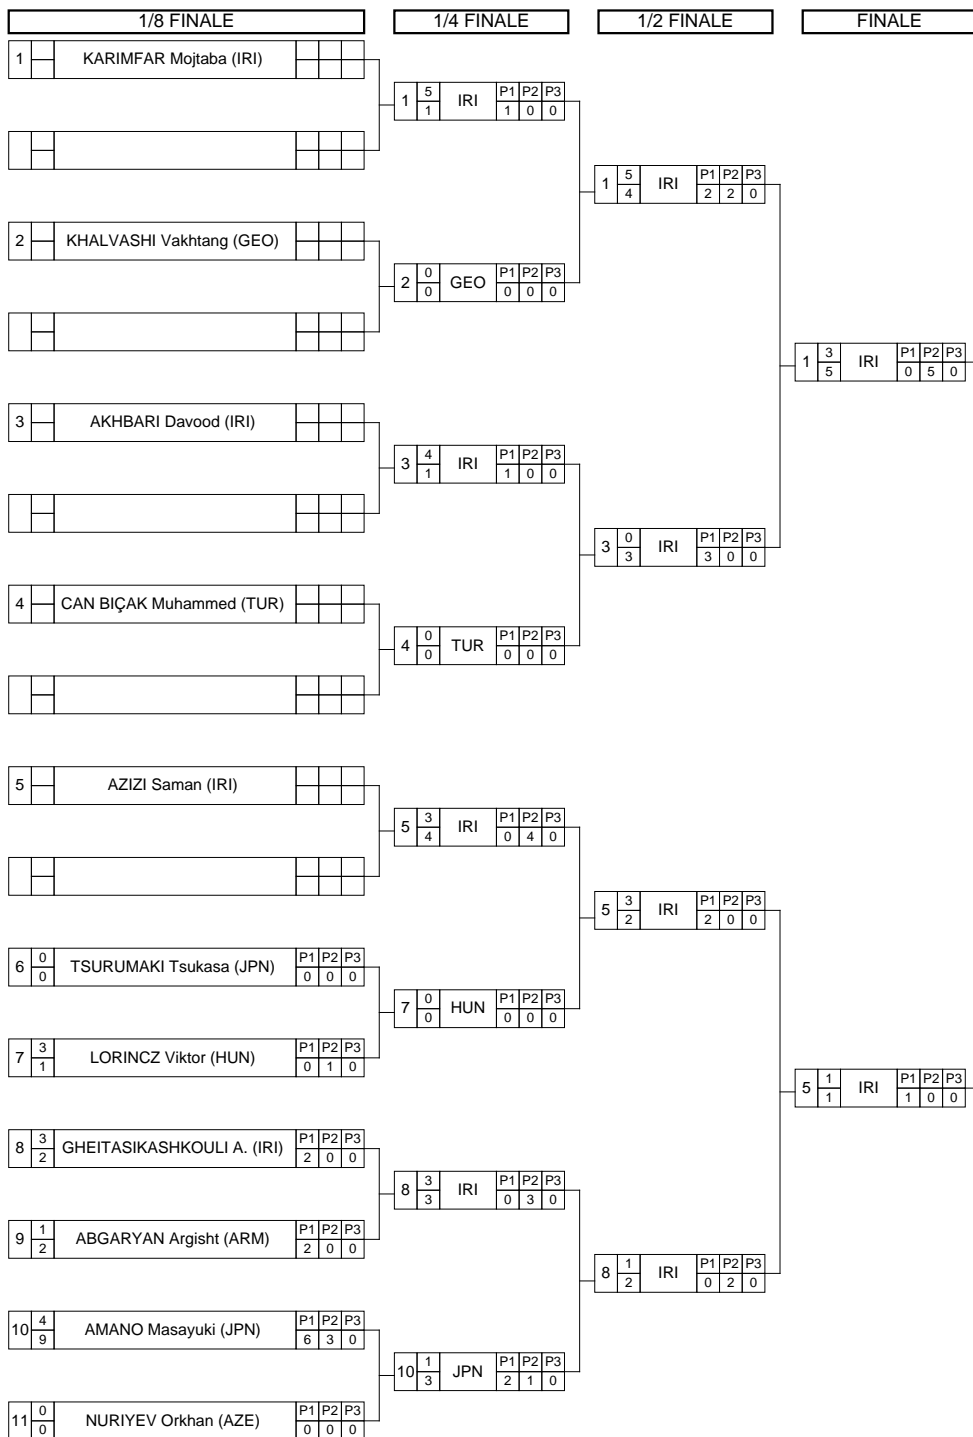 1/8 FINALE 1/4 FINALE 1/2 FINALE FINALE
1 KARIMFAR Mojtaba (IRI)
5 P1 P2 P3
1 IRI
1 1 0 0
5 P1 P2 P3
1 IRI
4 2 2 0
2 KHALVASHI Vakhtang (GEO)
0 P1 P2 P3
2 GEO
0 0 0 0
3 P1 P2 P3
1 IRI
5 0 5 0
3 AKHBARI Davood (IRI)
4 P1 P2 P3
3 IRI
1 1 0 0
0 P1 P2 P3
3 IRI
3 3 0 0
4 CAN BIÇAK Muhammed (TUR)
0 P1 P2 P3
4 TUR
0 0 0 0
5 AZIZI Saman (IRI)
3 P1 P2 P3
5 IRI
4 0 4 0
3 P1 P2 P3
5 IRI
2 2 0 0
0 P1 P2 P3
6 TSURUMAKI Tsukasa (JPN)
0 0 0 0
0 P1 P2 P3
7 HUN
0 0 0 0
3 P1 P2 P3
7 LORINCZ Viktor (HUN)
1 0 1 0
1 P1 P2 P3
5 IRI
1 1 0 0
3 P1 P2 P3
8 GHEITASIKASHKOULI A. (IRI)
2 2 0 0
3 P1 P2 P3
8 IRI
3 0 3 0
1 P1 P2 P3
9 ABGARYAN Argisht (ARM)
2 2 0 0
1 P1 P2 P3
8 IRI
2 0 2 0
4 P1 P2 P3
10 AMANO Masayuki (JPN)
9 6 3 0
1 P1 P2 P3
10 JPN
3 2 1 0
0 P1 P2 P3
11 NURIYEV Orkhan (AZE)
0 0 0 0